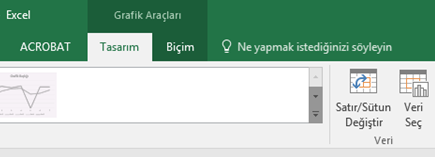 Excel
Grafik Araçları
ACROBAT
Tasarım
Biçim
Ne yapmak istediğinizi söyleyin
Satır/Sütun
Değiştir
Veri
Seç
Veri